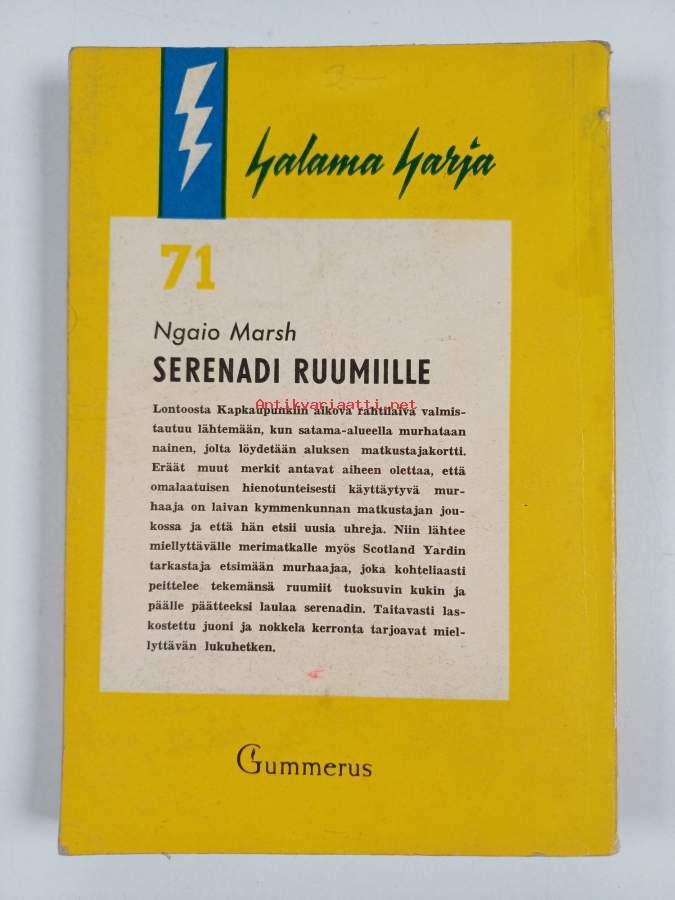 Salama Sarja
71
Ngaio Marsh
SERENADI RUUMIILLE
Antikvariaatti.net
Lontoosta Kapkaupunkiin aikova rahtilaiva valmis-
tautuu lähtemään, kun satama-alueella murhataan
nainen, jolta löydetään aluksen matkustajakortti.
Eräät muut merkit antavat aiheen olettaa, että
omalaatuisen hienotunteisesti käyttäytyvä mur-
haaja on laivan kymmenkunnan matkustajan jou-
kossa ja että hän etsii uusia uhreja. Niin lähtee
miellyttävälle merimatkalle myös Scotland Yardin
tarkastaja etsimään murhaajaa, joka kohteliaasti
peittelee tekemänsä ruumiit tuoksuvin kukin ja
päälle päätteeksi laulaa serenadin. Taitavasti las-
kostettu juoni ja nokkela kerronta tarjoavat miel-
lyttävän lukuhetken.
Gummerus